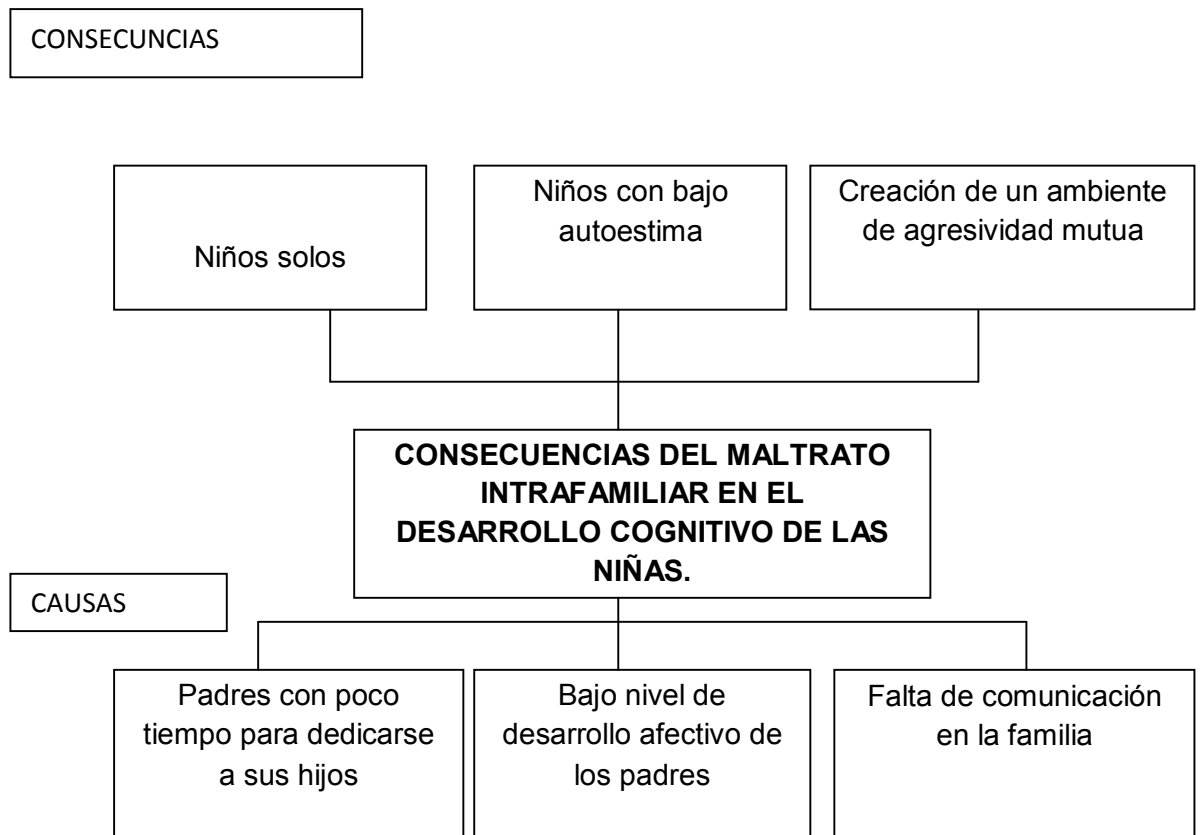 CONSECUNCIAS
Niños solos
Niños con bajo
autoestima
Creación de un ambiente
de agresividad mutua
CONSECUENCIAS DEL MALTRATO
INTRAFAMILIAR EN EL
DESARROLLO COGNITIVO DE LAS
NIÑAS.
CAUSAS
Padres con poco
tiempo para dedicarse
a sus hijos
Bajo nivel de
desarrollo afectivo de
los padres
Falta de comunicación
en la familia